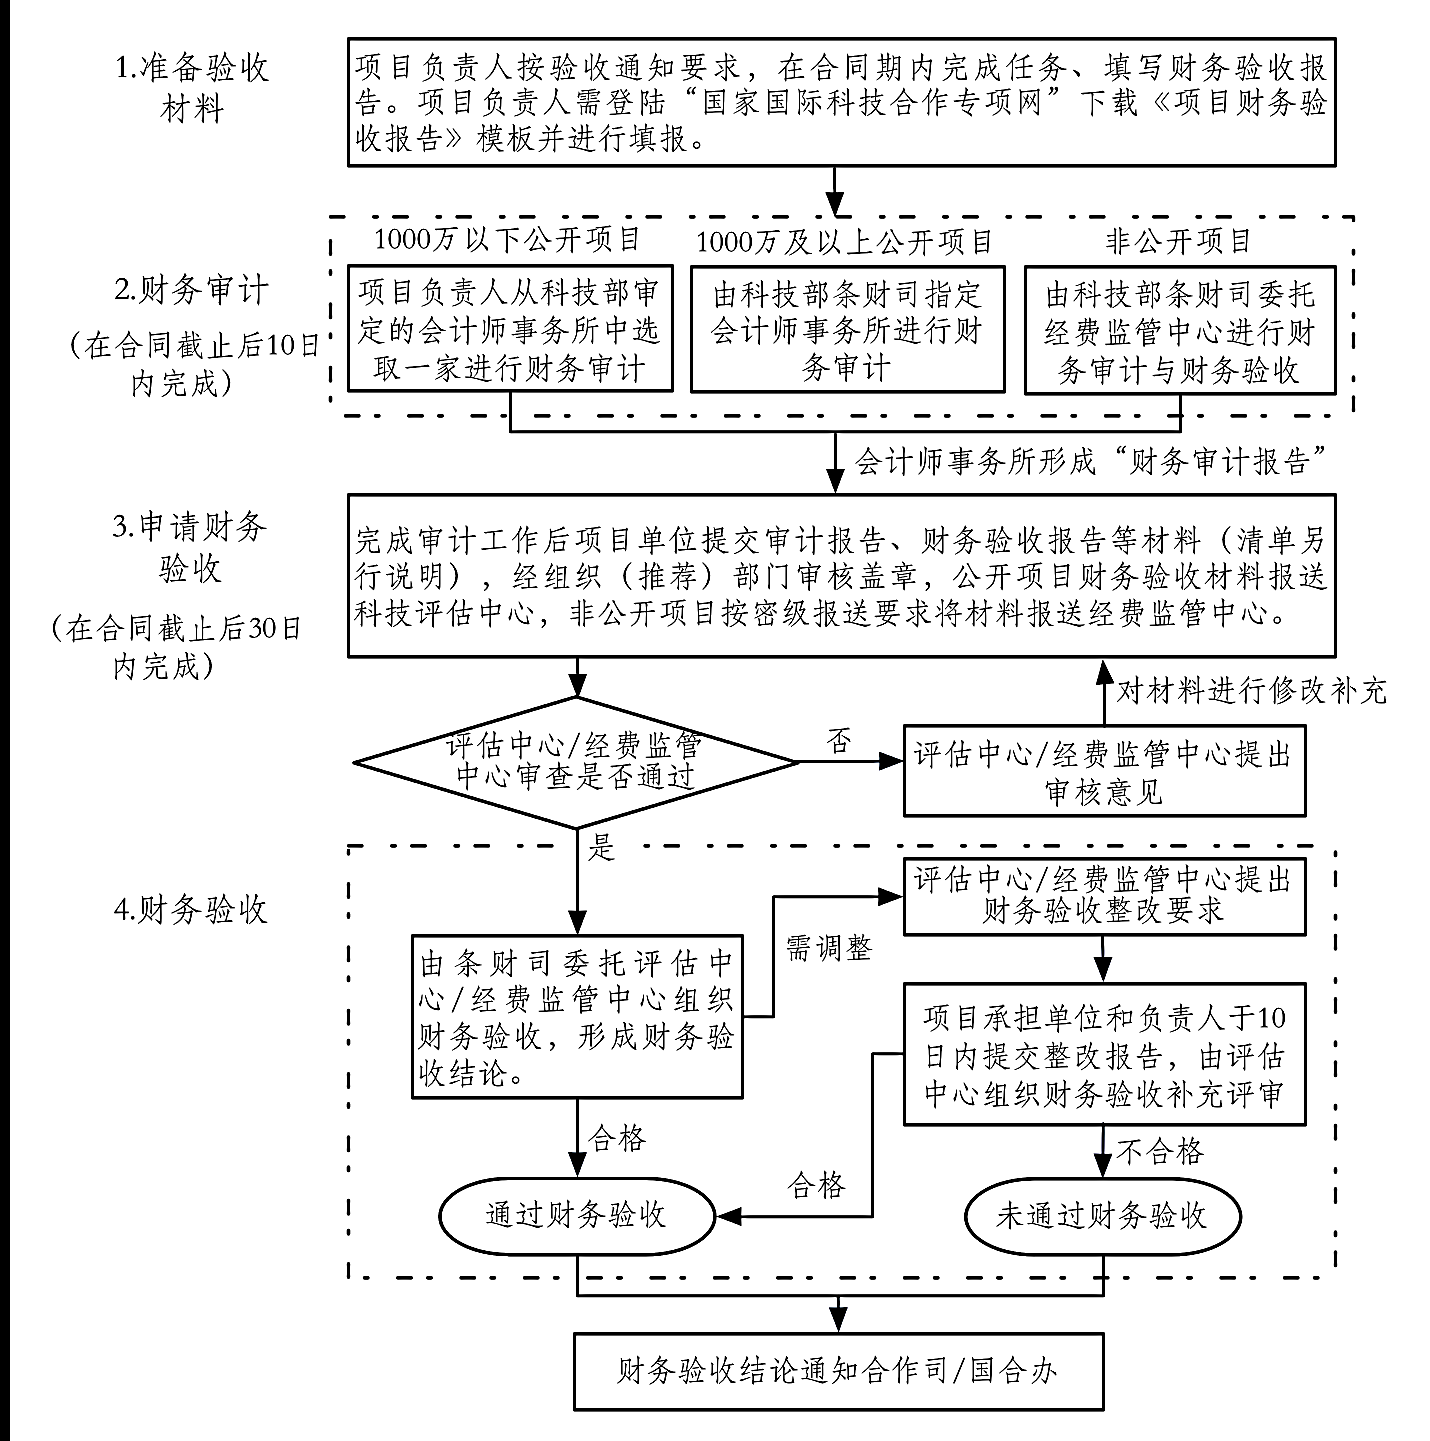 1.准备验收
材料
项目负责人按验收通知要求，在合同期内完成任务、填写财务验收报
告。项目负责人需登陆“国家国际科技合作专项网”下载《项目财务验
收报告》模板并进行填报。
2.财务审计
（在合同截止后10日
内完成）
1000万以下公开项目
项目负责人从科技部审
定的会计师事务所中选
取一家进行财务审计
1000万及以上公开项目
由科技部条财司指定
会计师事务所进行财
务审计
非公开项目
由科技部条财司委托
经费监管中心进行财
务审计与财务验收
会计师事务所形成“财务审计报告”
3.申请财务
验收
（在合同截止后30日
内完成）
完成审计工作后项目单位提交审计报告、财务验收报告等材料（清单另
行说明），经组织（推荐）部门审核盖章，公开项目财务验收材料报送
科技评估中心，非公开项目按密级报送要求将材料报送经费监管中心。
对材料进行修改补充
评估中心/经费监管
中心审查是否通过
否
评估中心/经费监管中心提出
审核意见
是
4.财务验收
评估中心/经费监管中心提出
财务验收整改要求
需调整
由条财司委托评估中
心/经费监管中心组织
财务验收，形成财务验
收结论。
项目承担单位和负责人于10
日内提交整改报告，由评估
中心组织财务验收补充评审
合格
不合格
合格
通过财务验收
未通过财务验收
财务验收结论通知合作司/国合办